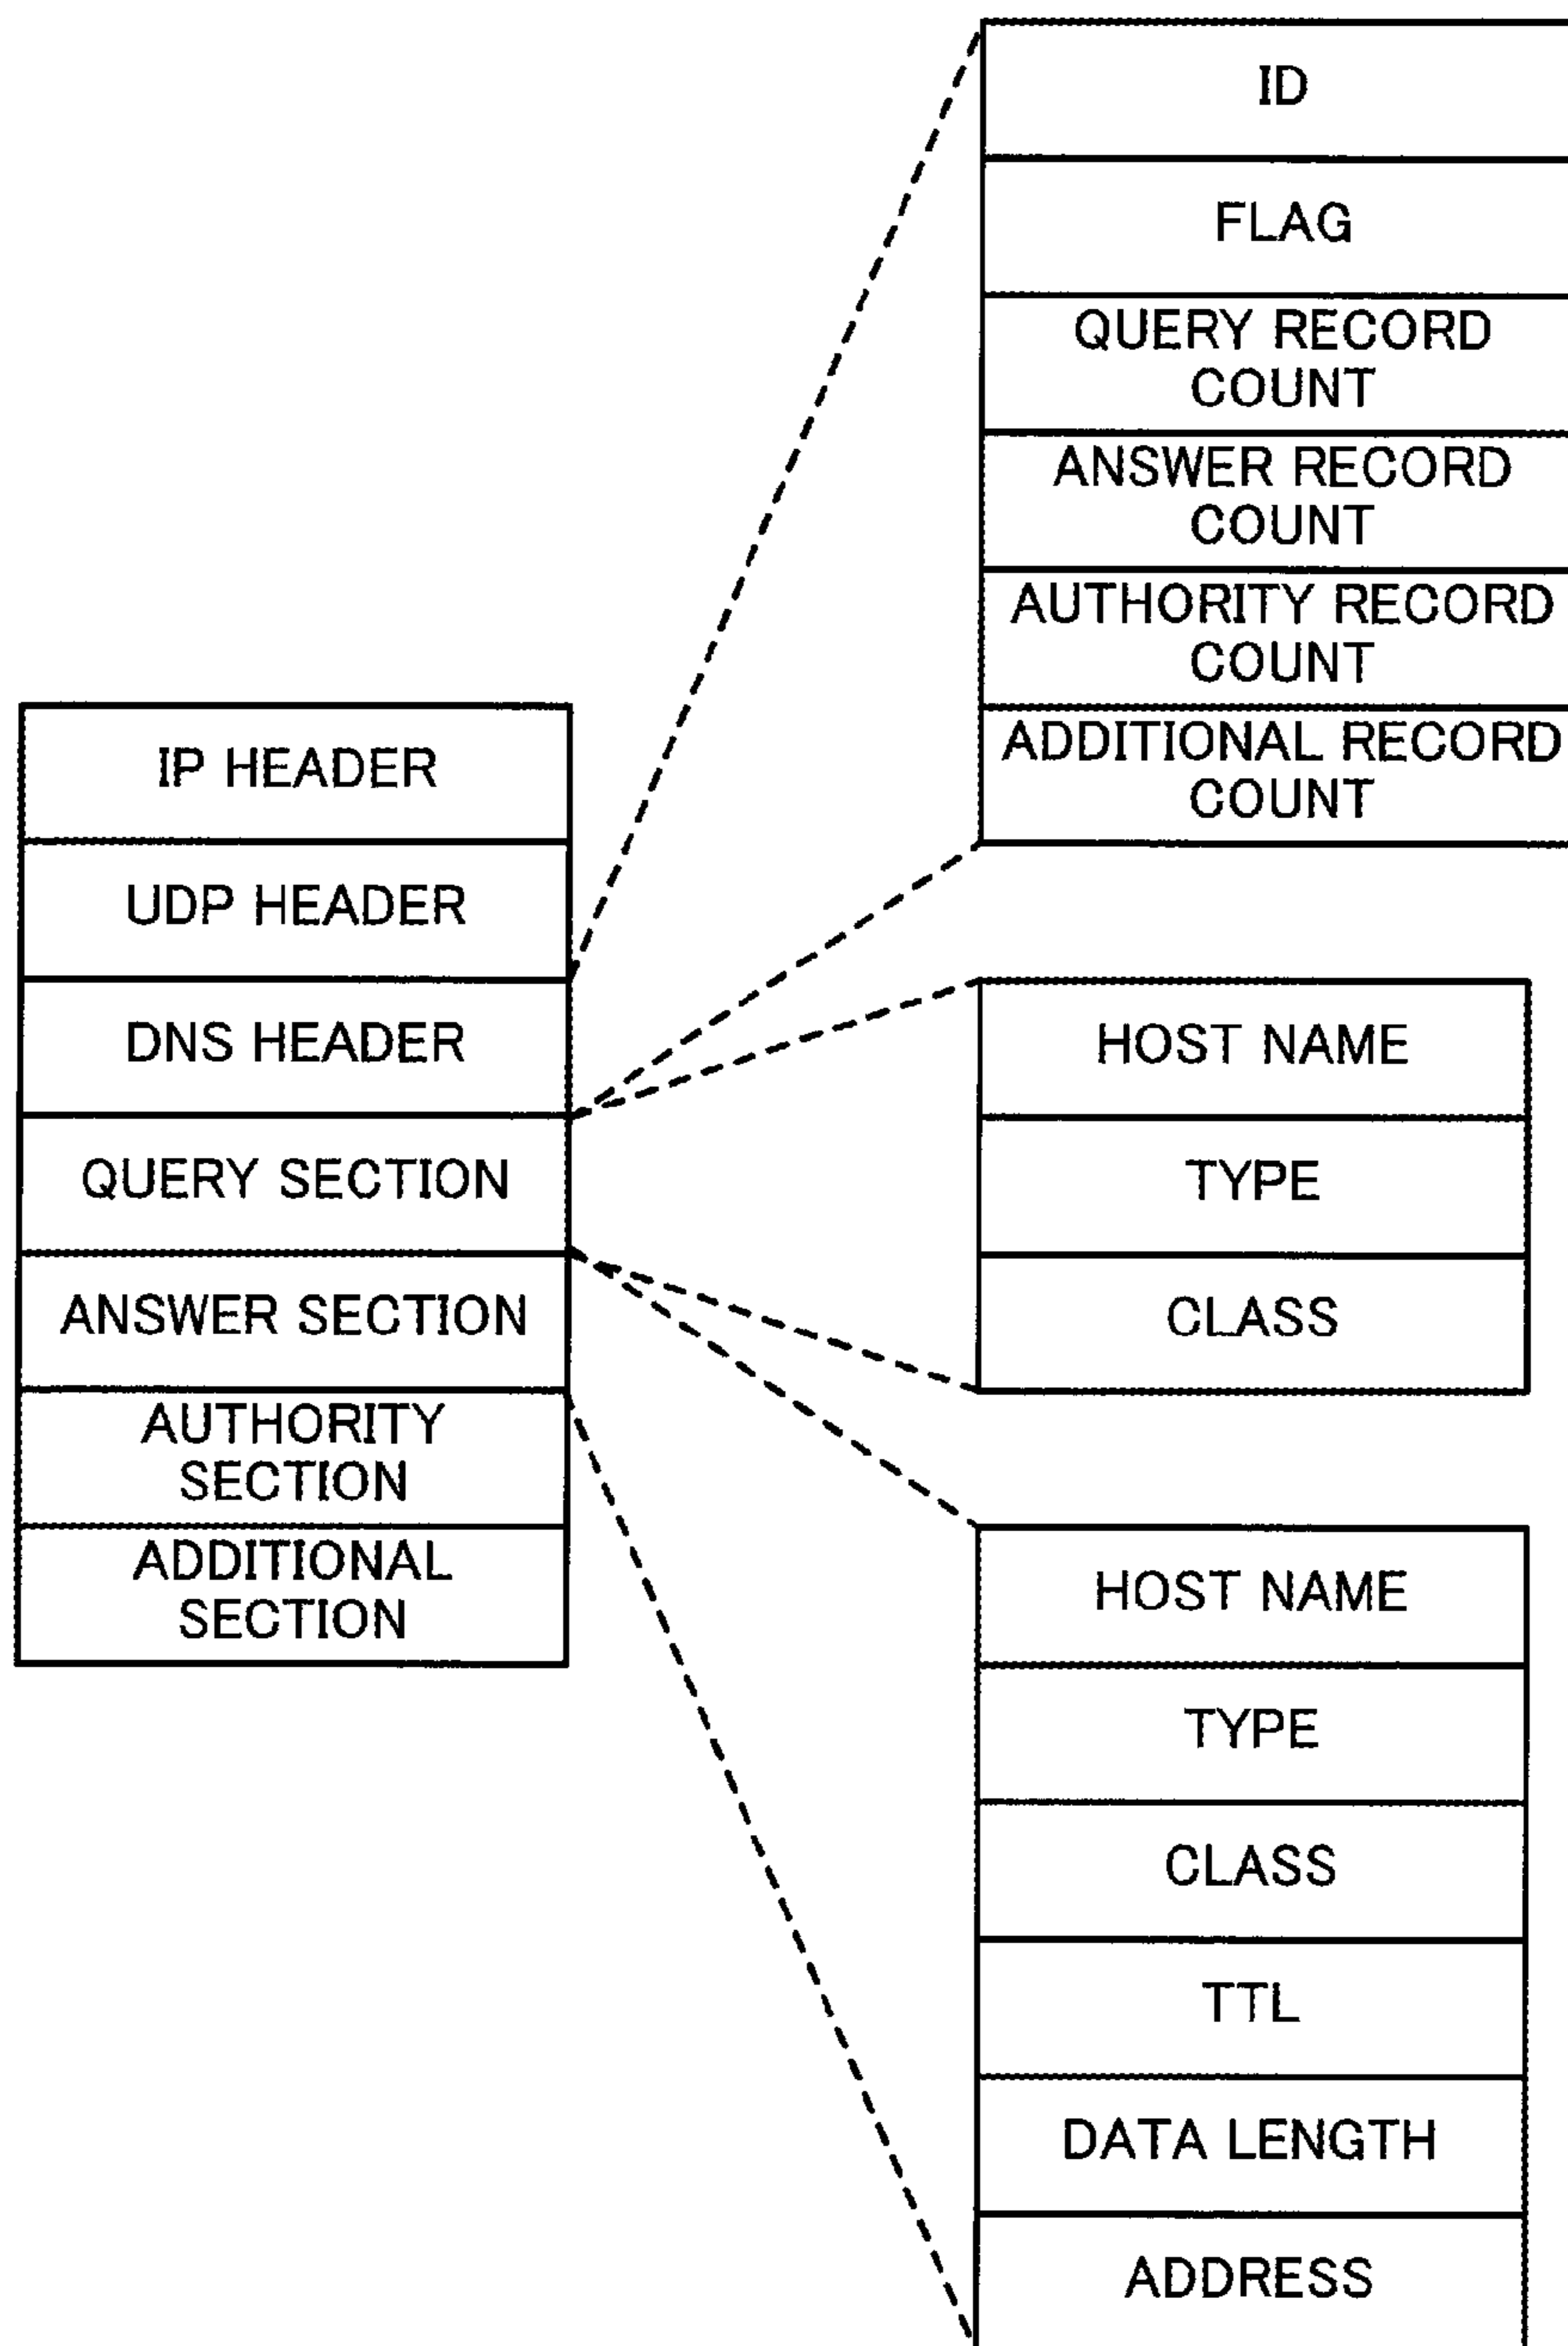 IP HEADER
UDP HEADER
DNS HEADER
QUERY SECTION
ANSWER SECTION
AUTHORITY
SECTION
ADDITIONAL
SECTION
ID
FLAG
QUERY RECORD
COUNT
ANSWER RECORD
COUNT
AUTHORITY RECORD
COUNT
ADDITIONAL RECORD
COUNT
HOST NAME
TYPE
CLASS
HOST NAME
TYPE
CLASS
TTL
DATA LENGTH
ADDRESS